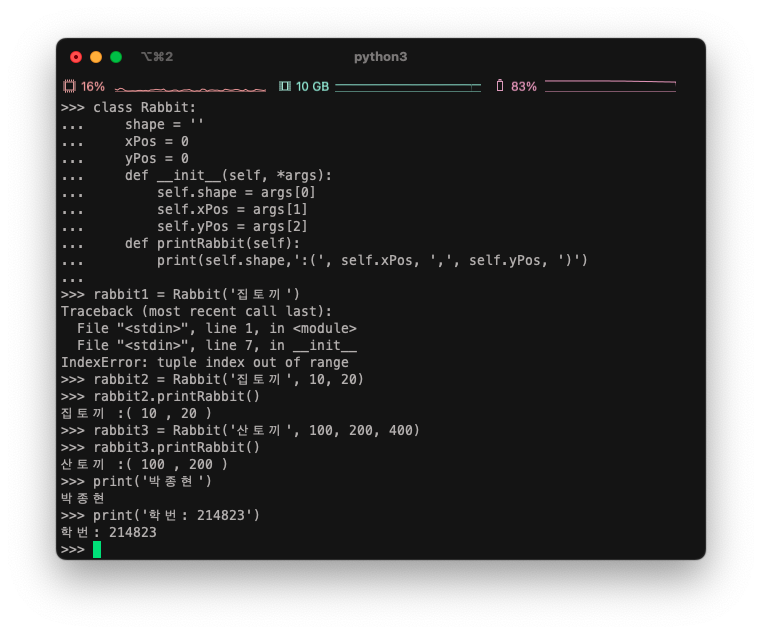 ⌥⌘2 python3
16% 10 GB 83%
>>> class Rabbit:
...     shape = ''
...     xPos = 0
...     yPos = 0
...     def __init__(self, *args):
...         self.shape = args[0]
...         self.xPos = args[1]
...         self.yPos = args[2]
...     def printRabbit(self):
...         print(self.shape,':(', self.xPos, ',', self.yPos, ')')
...
>>> rabbit1 = Rabbit('집토끼')
Traceback (most recent call last):
  File "<stdin>", line 1, in <module>
  File "<stdin>", line 7, in __init__
IndexError: tuple index out of range
>>> rabbit2 = Rabbit('집토끼', 10, 20)
>>> rabbit2.printRabbit()
집토끼 :( 10 , 20 )
>>> rabbit3 = Rabbit('산토끼', 100, 200, 400)
>>> rabbit3.printRabbit()
산토끼 :( 100 , 200 )
>>> print('박종현')
박종현
>>> print('학번: 214823')
학번: 214823
>>>